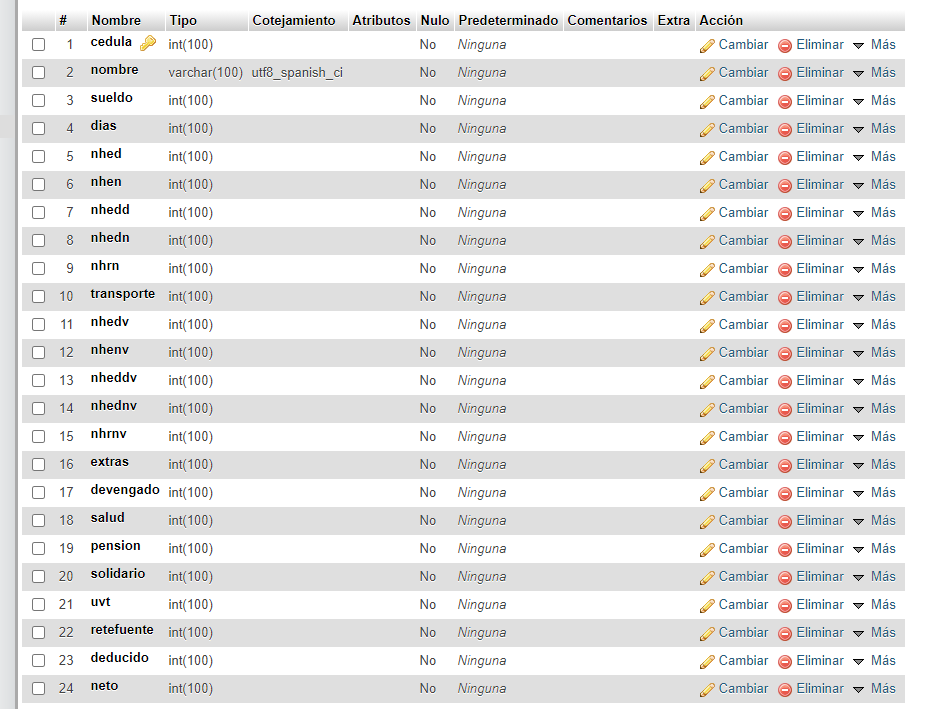 # Nombre Tipo Cotejamiento Atributos Nulo Predeterminado Comentarios Extra Acción
1 cedula int(100) No Ninguna Cambiar Eliminar Más
2 nombre varchar(100) utf8_spanish_ci No Ninguna Cambiar Eliminar Más
3 sueldo int(100) No Ninguna Cambiar Eliminar Más
4 dias int(100) No Ninguna Cambiar Eliminar Más
5 nhed int(100) No Ninguna Cambiar Eliminar Más
6 nhen int(100) No Ninguna Cambiar Eliminar Más
7 nhedd int(100) No Ninguna Cambiar Eliminar Más
8 nhedn int(100) No Ninguna Cambiar Eliminar Más
9 nhrn int(100) No Ninguna Cambiar Eliminar Más
10 transporte int(100) No Ninguna Cambiar Eliminar Más
11 nhedv int(100) No Ninguna Cambiar Eliminar Más
12 nhenv int(100) No Ninguna Cambiar Eliminar Más
13 nheddv int(100) No Ninguna Cambiar Eliminar Más
14 nhednv int(100) No Ninguna Cambiar Eliminar Más
15 nhrnv int(100) No Ninguna Cambiar Eliminar Más
16 extras int(100) No Ninguna Cambiar Eliminar Más
17 devengado int(100) No Ninguna Cambiar Eliminar Más
18 salud int(100) No Ninguna Cambiar Eliminar Más
19 pension int(100) No Ninguna Cambiar Eliminar Más
20 solidario int(100) No Ninguna Cambiar Eliminar Más
21 uvt int(100) No Ninguna Cambiar Eliminar Más
22 retefuente int(100) No Ninguna Cambiar Eliminar Más
23 deducido int(100) No Ninguna Cambiar Eliminar Más
24 neto int(100) No Ninguna Cambiar Eliminar Más